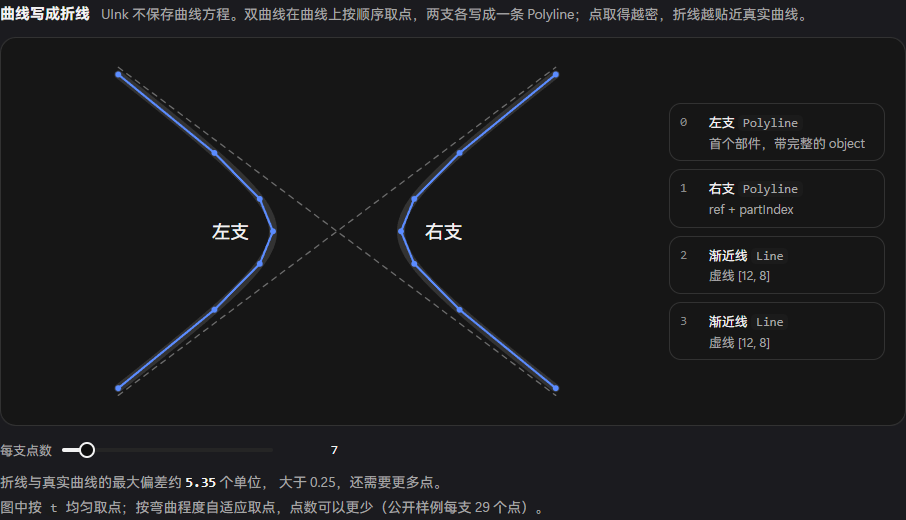 曲线写成折线 UInk 不保存曲线方程。双曲线在曲线上按顺序取点，两支各写成一条 Polyline；点取得越密，折线越贴近真实曲线。
左支
右支
0 左支 Polyline
首个部件，带完整的 object
1 右支 Polyline
ref + partIndex
2 渐近线 Line
虚线 [12, 8]
3 渐近线 Line
虚线 [12, 8]
每支点数 7
折线与真实曲线的最大偏差约 5.35 个单位， 大于 0.25，还需要更多点。
图中按 t 均匀取点；按弯曲程度自适应取点，点数可以更少（公开样例每支 29 个点）。